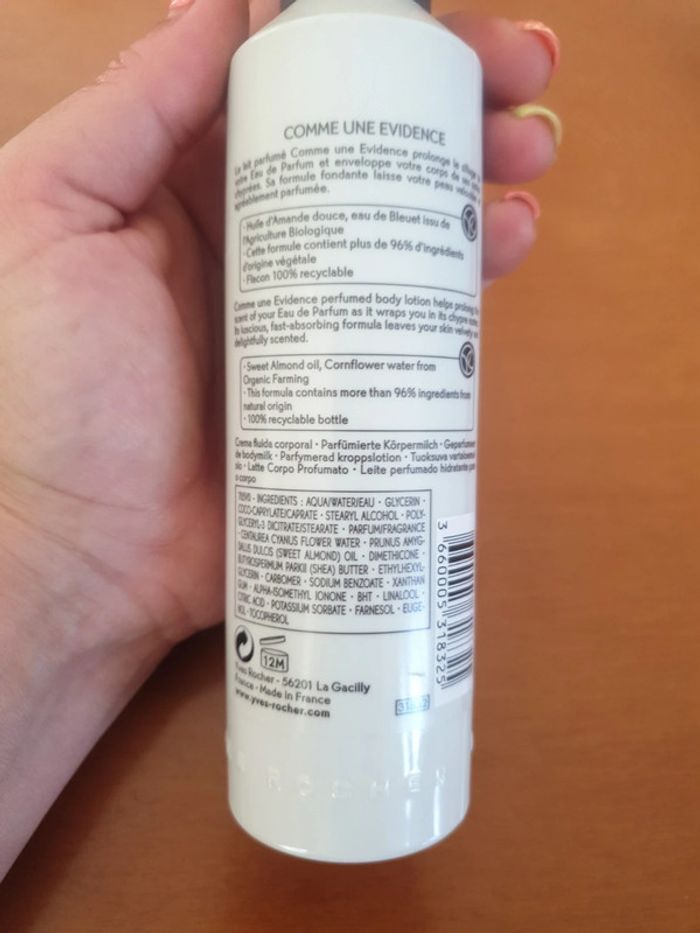 COMME UNE EVIDENCE
Le lait parfumé Comme une Evidence prolonge le sillage
votre Eau de Parfum et enveloppe votre corps de ses
chyprées. Sa formule fondante laisse votre peau
agréablement parfumée.
· Huile d'Amande douce, eau de Bleuet issu de
l'Agriculture Biologique
· Cette formule contient plus de 96% d'ingrédients
d'origine végétale
· Flacon 100% recyclable
Comme une Evidence perfumed body lotion helps prolong
scent of your Eau de Parfum as it wraps you in its chypre
Its luscious, fast-absorbing formula leaves your skin velvety
delightfully scented.
· Sweet Almond oil, Cornflower water from
Organic Farming
· This formula contains more than 96% ingredients from
natural origin
· 100% recyclable bottle
Crema fluida corporal · Parfümierte Körpermilch · Geparfumeer-
de bodymilk · Parfymerad kroppslotion · Tuoksuva vartaloemul-
sio · Latte Corpo Profumato · Leite perfumado hidratante para
o corpo
INGREDIENTS : AQUA/WATER/EAU · GLYCERIN ·
COCO-CAPRYLATE/CAPRATE · STEARYL ALCOHOL · POLY-
GLYCERYL-3 DICITRATE/STEARATE · PARFUM/FRAGRANCE
· CENTAUREA CYANUS FLOWER WATER · PRUNUS AMYG-
DALUS DULCIS (SWEET ALMOND) OIL · DIMETHICONE ·
BUTYROSPERMUM PARKII (SHEA) BUTTER · ETHYLHEXYL-
GLYCERIN · CARBOMER · SODIUM BENZOATE · XANTHAN
GUM · ALPHA-ISOMETHYL IONONE · BHT · LINALOOL ·
CITRIC ACID · POTASSIUM SORBATE · FARNESOL · EUGE-
NOL · TOCOPHEROL
3 660005 318325
12M
Yves Rocher - 56201 La Gacilly
France · Made in France
www.yves-rocher.com
ROCHER